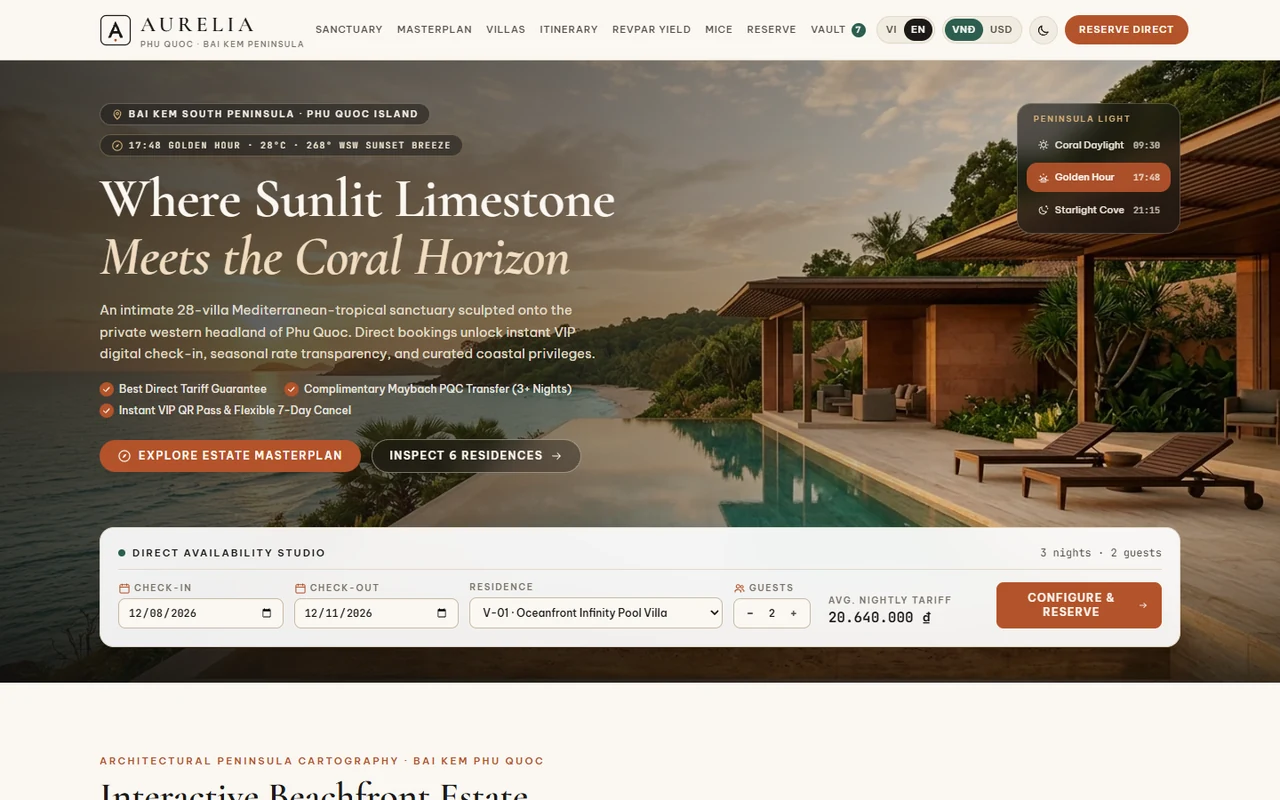 AURELIA
PHU QUOC · BAI KEM PENINSULA
SANCTUARY MASTERPLAN VILLAS ITINERARY REVPAR YIELD MICE RESERVE VAULT 7
VI EN
VNĐ USD
RESERVE DIRECT
BAI KEM SOUTH PENINSULA · PHU QUOC ISLAND
17:48 GOLDEN HOUR · 28°C · 268° WSW SUNSET BREEZE
Where Sunlit Limestone
Meets the Coral Horizon
An intimate 28-villa Mediterranean-tropical sanctuary sculpted onto the
private western headland of Phu Quoc. Direct bookings unlock instant VIP
digital check-in, seasonal rate transparency, and curated coastal privileges.
Best Direct Tariff Guarantee Complimentary Maybach PQC Transfer (3+ Nights)
Instant VIP QR Pass & Flexible 7-Day Cancel
EXPLORE ESTATE MASTERPLAN INSPECT 6 RESIDENCES →
PENINSULA LIGHT
Coral Daylight 09:30
Golden Hour 17:48
Starlight Cove 21:15
DIRECT AVAILABILITY STUDIO
3 nights · 2 guests
CHECK-IN
12/08/2026
CHECK-OUT
12/11/2026
RESIDENCE
V-01 · Oceanfront Infinity Pool Villa
GUESTS
− 2 +
AVG. NIGHTLY TARIFF
20.640.000 ₫
CONFIGURE &
RESERVE →
ARCHITECTURAL PENINSULA CARTOGRAPHY · BAI KEM PHU QUOC
Interactive Beachfront Estate